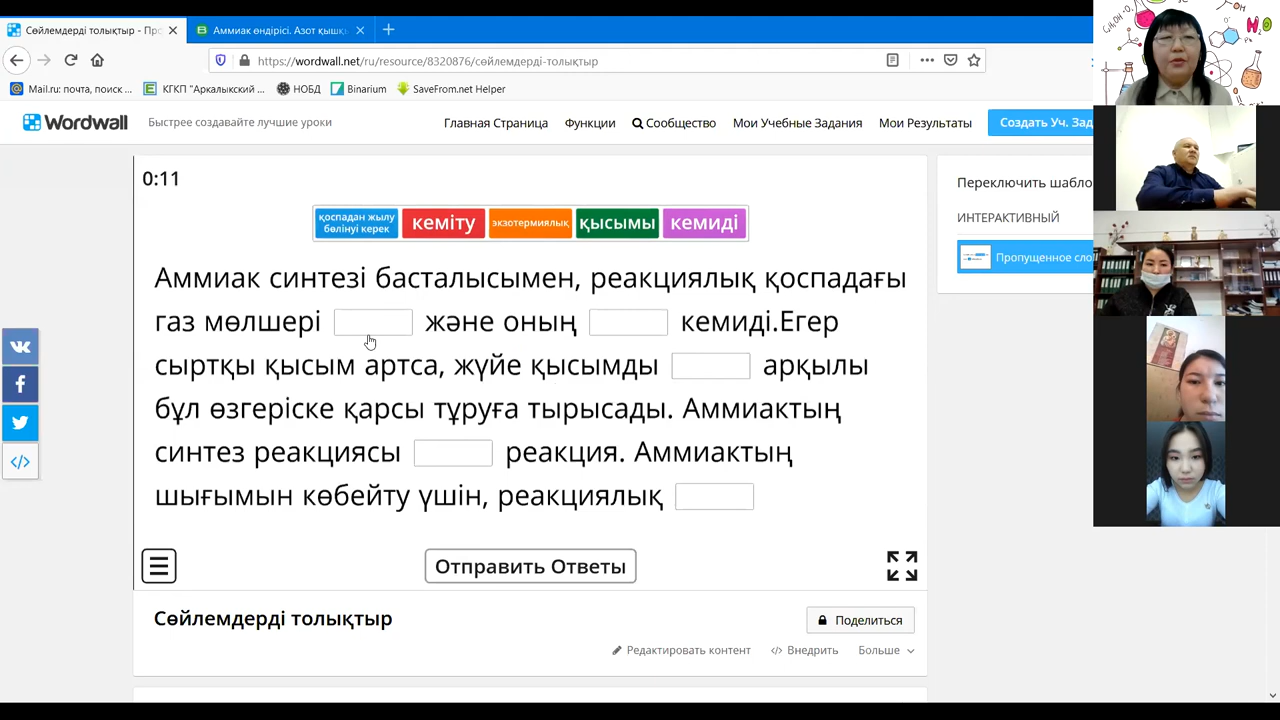 Сөйлемдерді толықтыр - Прo
Аммиак өндірісі. Азот қышқ
https://wordwall.net/ru/resource/8320876/сөйлемдерді-толықтыр
Mail.ru: почта, поиск ...
КГКП "Аркалыкский ...
НОБД
Binarium
SaveFrom.net Helper
Wordwall
Быстрее создавайте лучшие уроки
Главная Страница
Функции
Сообщество
Мои Учебные Задания
Мои Результаты
Создать Уч. Зад
0:11
қоспадан жылу
бөлінуі керек
кеміту
экзотермиялық
қысымы
кемиді
Аммиак синтезі басталысымен, реакциялық қоспадағы
газ мөлшері және оның кемиді.Егер
сыртқы қысым артса, жүйе қысымды арқылы
бұл өзгеріске қарсы тұруға тырысады. Аммиактың
синтез реакциясы реакция. Аммиактың
шығымын көбейту үшін, реакциялық
Отправить Ответы
Переключить шабло
ИНТЕРАКТИВНЫЙ
Пропущенное сло
Сөйлемдерді толықтыр
Поделиться
Редактировать контент
Внедрить
Больше